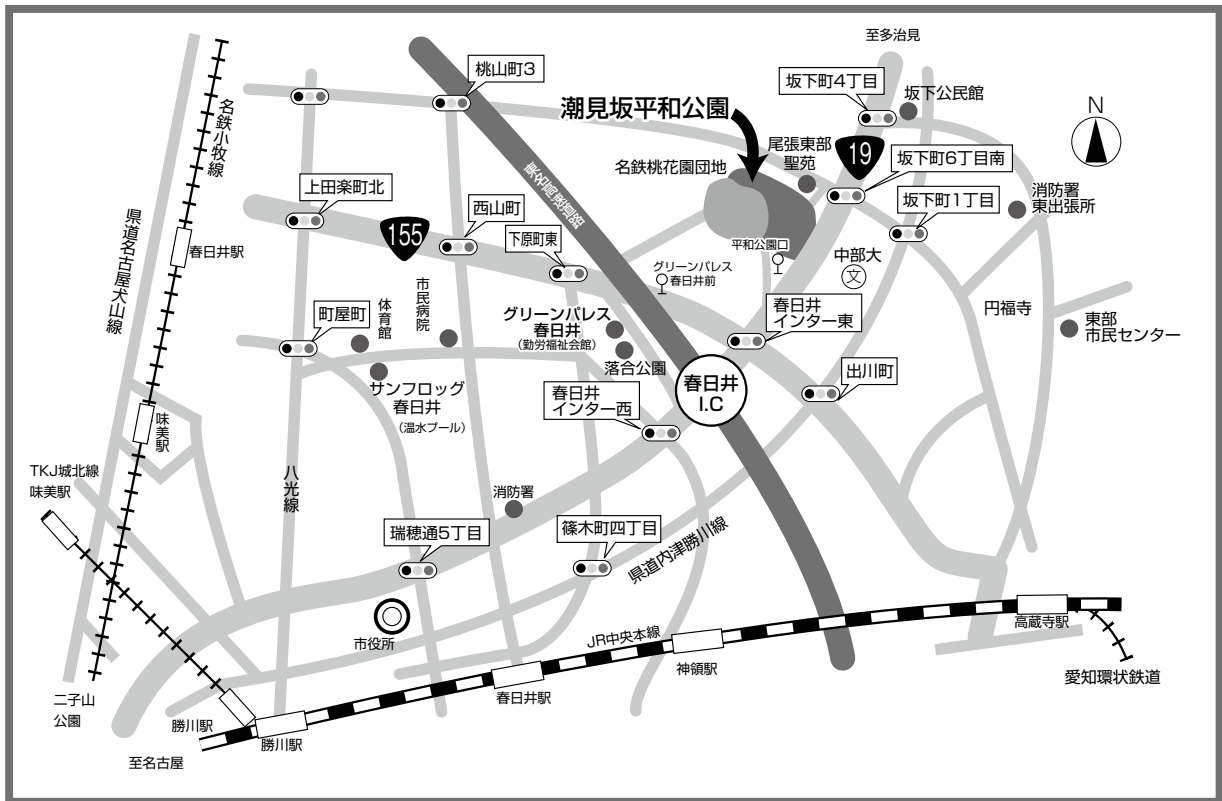 至多治見
桃山町3
坂下町4丁目
坂下公民館
N
潮見坂平和公園
名鉄小牧線
尾張東部
聖苑
19
坂下町6丁目南
名鉄桃花園団地
東名高速道路
上田楽町北
西山町
坂下町1丁目
消防署
東出張所
155
下原町東
県道名古屋犬山線
春日井駅
平和公園口
中部大
文
グリーンパレス
春日井前
市民病院
体育館
町屋町
グリーンパレス
春日井
(勤労福祉会館)
春日井
インター東
円福寺
東部
市民センター
落合公園
春日井
I.C
出川町
サンフロッグ
春日井
(温水プール)
春日井
インター西
味美駅
TKJ城北線
味美駅
八光線
消防署
瑞穂通5丁目
篠木町四丁目
県道内津勝川線
市役所
JR中央本線
高蔵寺駅
神領駅
愛知環状鉄道
春日井駅
二子山
公園
勝川駅
勝川駅
至名古屋